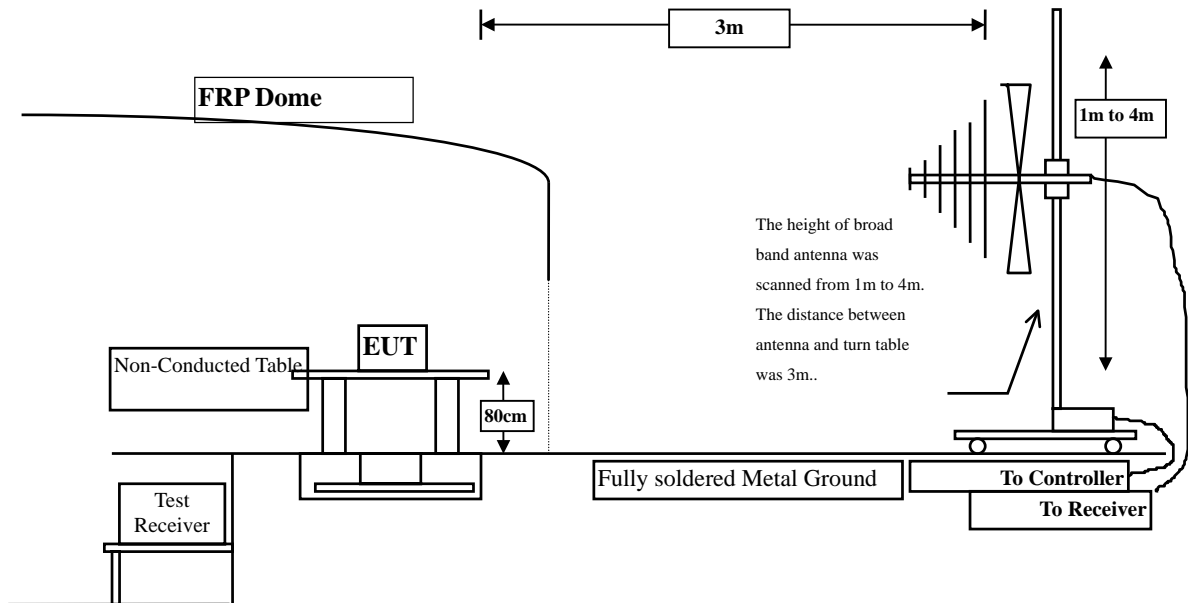 3m
FRP Dome
1m to 4m
The height of broad
band antenna was
scanned from 1m to 4m.
The distance between
antenna and turn table
was 3m..
EUT
Non-Conducted Table
80cm
Fully soldered Metal Ground
To Controller
To Receiver
Test
Receiver